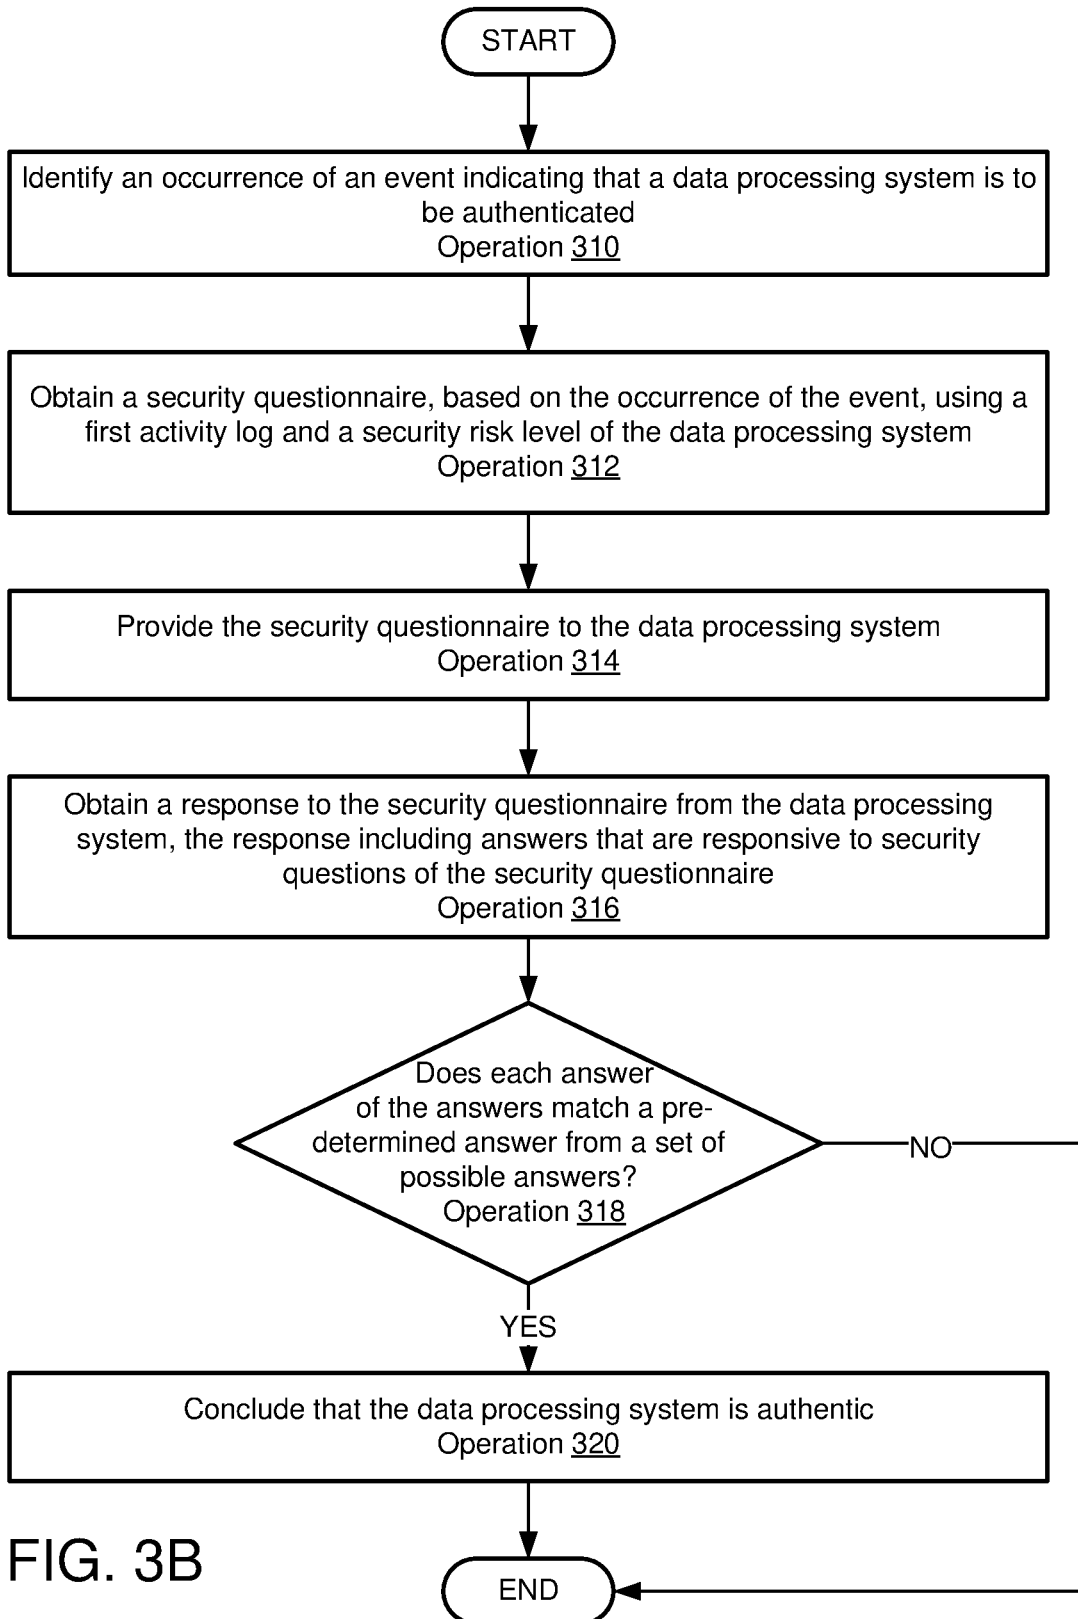 START
Identify an occurrence of an event indicating that a data processing system is to
be authenticated
Operation 310
Obtain a security questionnaire, based on the occurrence of the event, using a
first activity log and a security risk level of the data processing system
Operation 312
Provide the security questionnaire to the data processing system
Operation 314
Obtain a response to the security questionnaire from the data processing
system, the response including answers that are responsive to security
questions of the security questionnaire
Operation 316
Does each answer
of the answers match a pre-
determined answer from a set of
possible answers?
Operation 318
NO
YES
Conclude that the data processing system is authentic
Operation 320
FIG. 3B
END